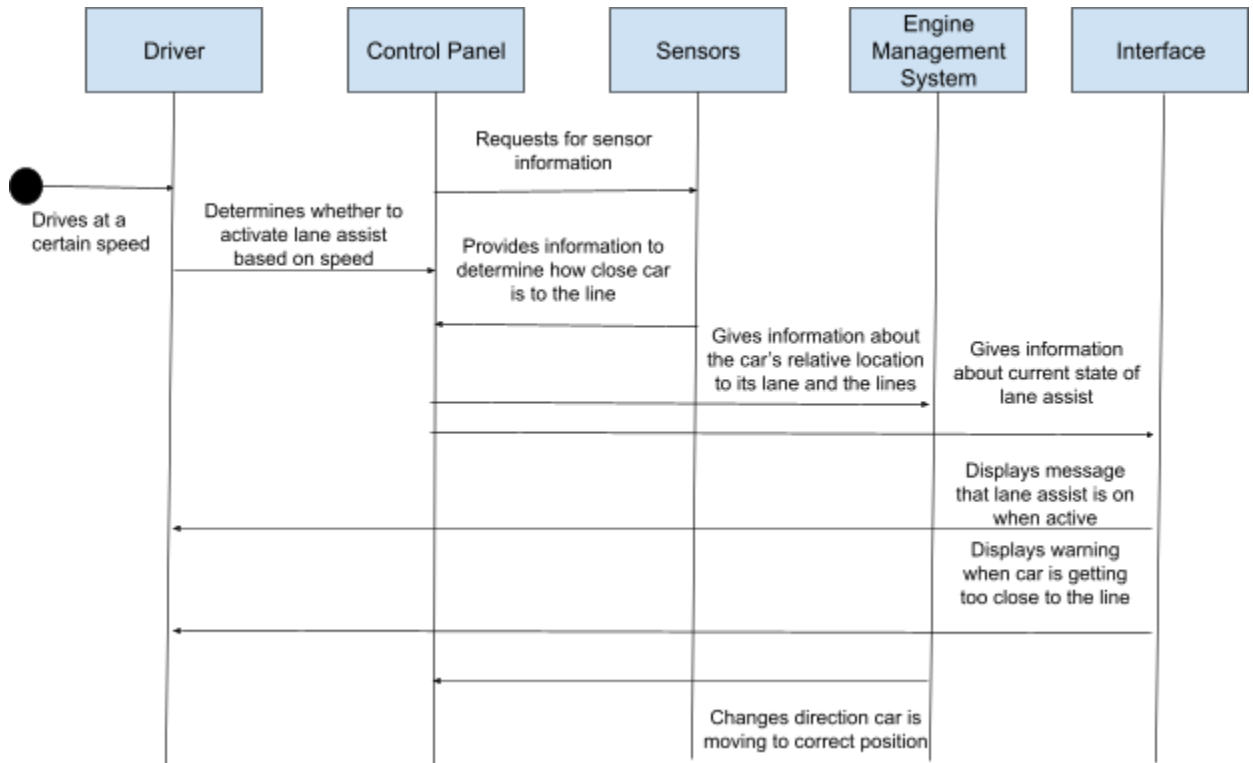 Driver
Control Panel
Sensors
Engine
Management
System
Interface
Requests for sensor
information
Drives at a
certain speed
Determines whether to
activate lane assist
based on speed
Provides information to
determine how close car
is to the line
Gives information about
the car's relative location
to its lane and the lines
Gives information
about current state of
lane assist
Displays message
that lane assist is on
when active
Displays warning
when car is getting
too close to the line
Changes direction car is
moving to correct position